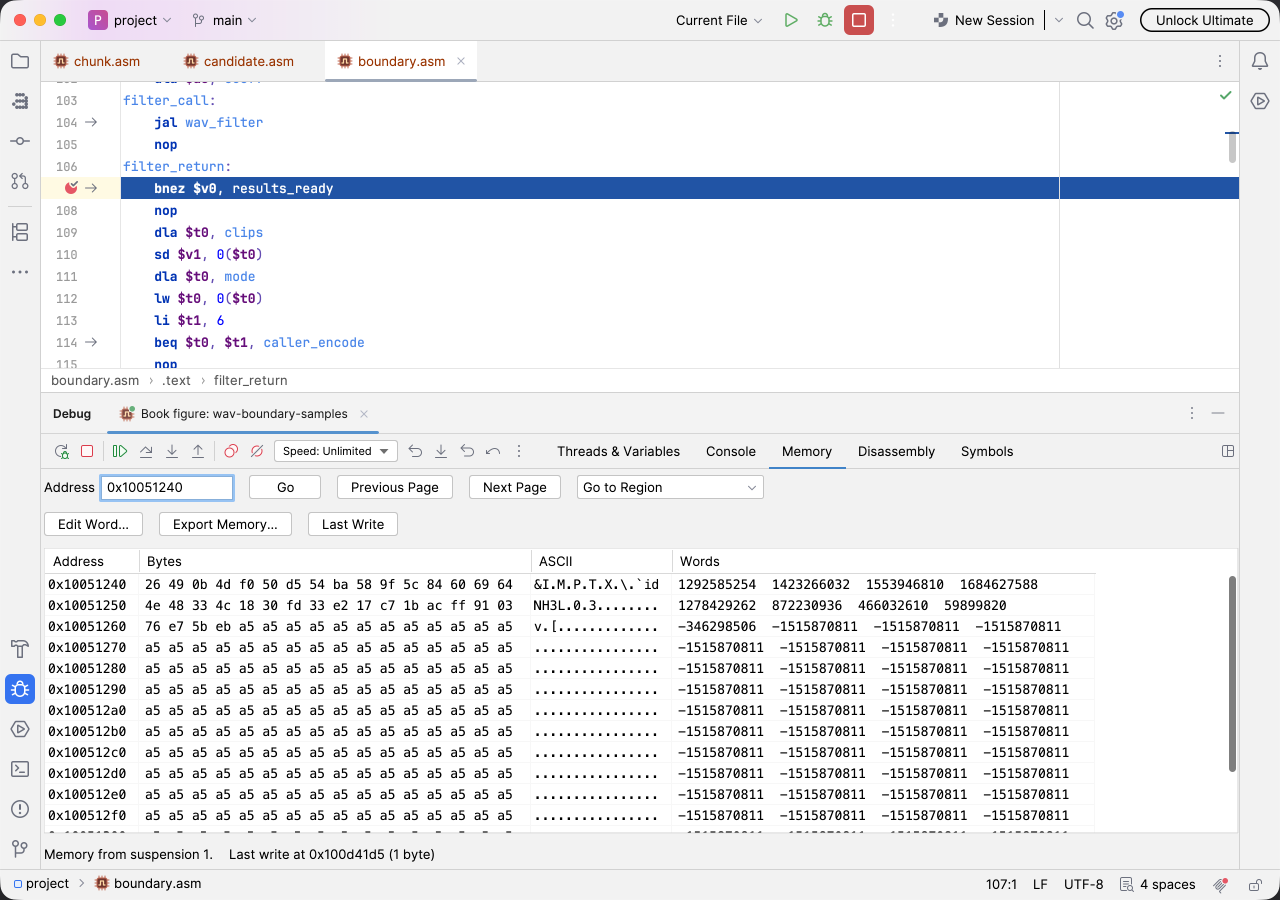 P project main Current File New Session Unlock Ultimate
chunk.asm candidate.asm boundary.asm
103 filter_call:
104 jal wav_filter
105 nop
106 filter_return:
bnez $v0, results_ready
108 nop
109 dla $t0, clips
110 sd $v1, 0($t0)
111 dla $t0, mode
112 lw $t0, 0($t0)
113 li $t1, 6
114 beq $t0, $t1, caller_encode
115 nop
boundary.asm › .text › filter_return
Debug Book figure: wav-boundary-samples
Speed: Unlimited Threads & Variables Console Memory Disassembly Symbols
Address 0x10051240 Go Previous Page Next Page Go to Region
Edit Word... Export Memory... Last Write
Address Bytes ASCII Words
0x10051240 26 49 0b 4d f0 50 d5 54 ba 58 9f 5c 84 60 69 64 &I.M.P.T.X.\.`id 1292585254 1423266032 1553946810 1684627588
0x10051250 4e 48 33 4c 18 30 fd 33 e2 17 c7 1b ac ff 91 03 NH3L.0.3........ 1278429262 872230936 466032610 59899820
0x10051260 76 e7 5b eb a5 a5 a5 a5 a5 a5 a5 a5 a5 a5 a5 a5 v.[............. -346298506 -1515870811 -1515870811 -1515870811
0x10051270 a5 a5 a5 a5 a5 a5 a5 a5 a5 a5 a5 a5 a5 a5 a5 a5 ................ -1515870811 -1515870811 -1515870811 -1515870811
0x10051280 a5 a5 a5 a5 a5 a5 a5 a5 a5 a5 a5 a5 a5 a5 a5 a5 ................ -1515870811 -1515870811 -1515870811 -1515870811
0x10051290 a5 a5 a5 a5 a5 a5 a5 a5 a5 a5 a5 a5 a5 a5 a5 a5 ................ -1515870811 -1515870811 -1515870811 -1515870811
0x100512a0 a5 a5 a5 a5 a5 a5 a5 a5 a5 a5 a5 a5 a5 a5 a5 a5 ................ -1515870811 -1515870811 -1515870811 -1515870811
0x100512b0 a5 a5 a5 a5 a5 a5 a5 a5 a5 a5 a5 a5 a5 a5 a5 a5 ................ -1515870811 -1515870811 -1515870811 -1515870811
0x100512c0 a5 a5 a5 a5 a5 a5 a5 a5 a5 a5 a5 a5 a5 a5 a5 a5 ................ -1515870811 -1515870811 -1515870811 -1515870811
0x100512d0 a5 a5 a5 a5 a5 a5 a5 a5 a5 a5 a5 a5 a5 a5 a5 a5 ................ -1515870811 -1515870811 -1515870811 -1515870811
0x100512e0 a5 a5 a5 a5 a5 a5 a5 a5 a5 a5 a5 a5 a5 a5 a5 a5 ................ -1515870811 -1515870811 -1515870811 -1515870811
0x100512f0 a5 a5 a5 a5 a5 a5 a5 a5 a5 a5 a5 a5 a5 a5 a5 a5 ................ -1515870811 -1515870811 -1515870811 -1515870811
Memory from suspension 1. Last write at 0x100d41d5 (1 byte)
project › boundary.asm 107:1 LF UTF-8 4 spaces